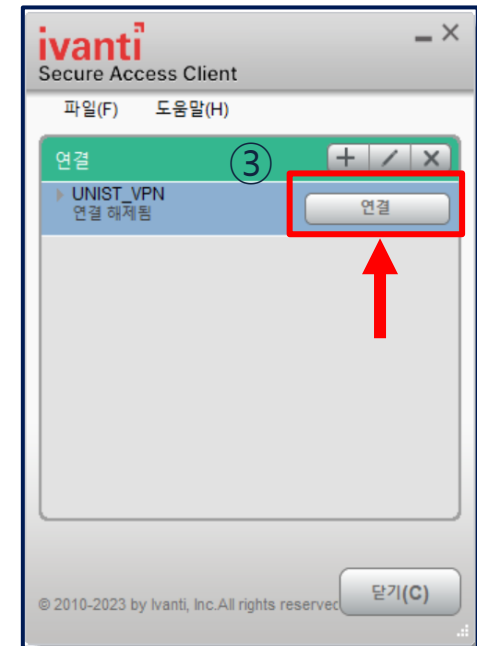 ivanti
Secure Access Client
파일(F) 도움말(H)
연결 ③
UNIST_VPN
연결 해제됨
연결
닫기(C)
© 2010-2023 by Ivanti, Inc.All rights reserved